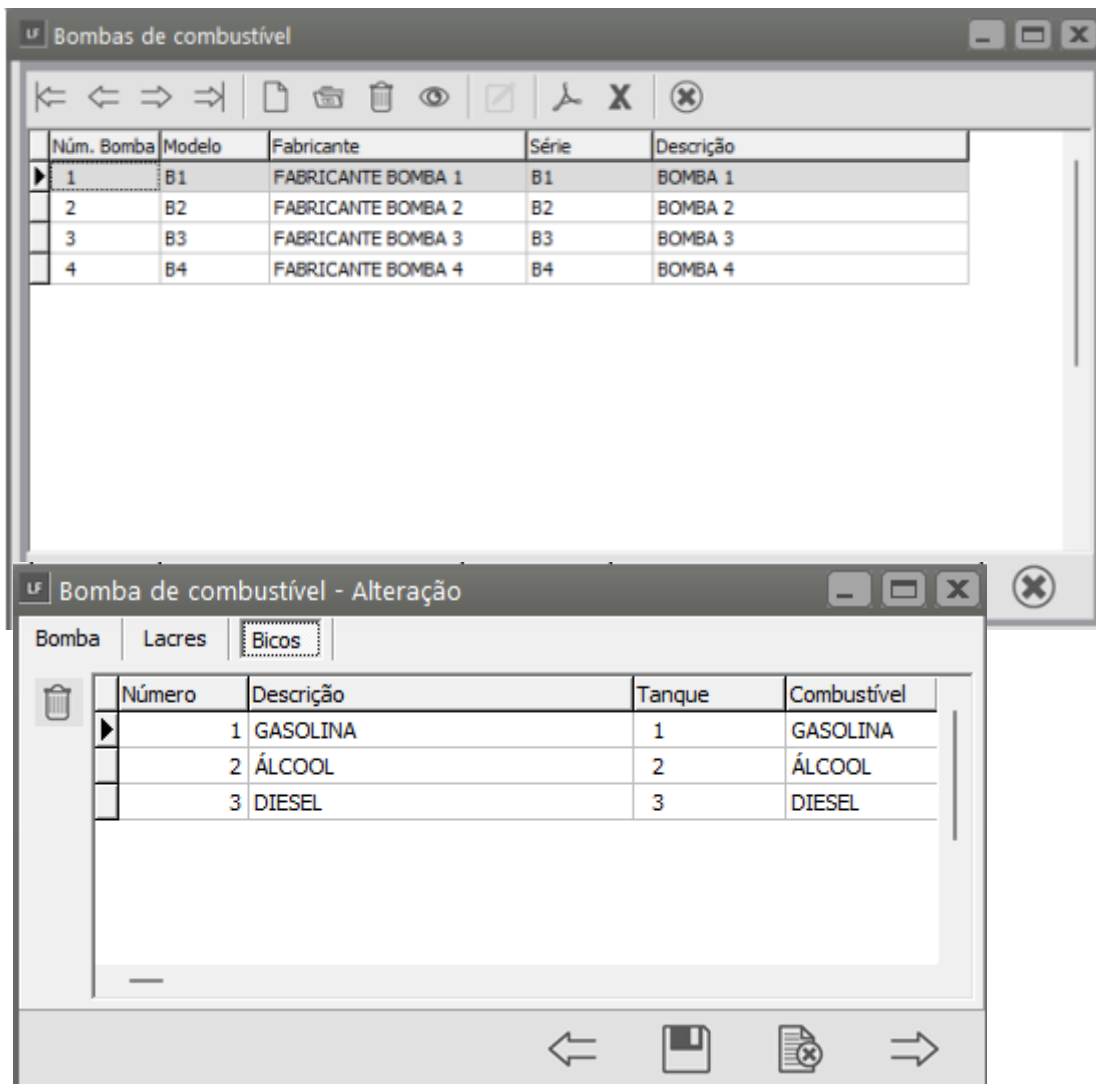 LF Bombas de combustível
Núm. Bomba Modelo Fabricante Série Descrição
1 B1 FABRICANTE BOMBA 1 B1 BOMBA 1
2 B2 FABRICANTE BOMBA 2 B2 BOMBA 2
3 B3 FABRICANTE BOMBA 3 B3 BOMBA 3
4 B4 FABRICANTE BOMBA 4 B4 BOMBA 4
LF Bomba de combustível - Alteração
Bomba Lacres Bicos
Número Descrição Tanque Combustível
1 GASOLINA 1 GASOLINA
2 ÁLCOOL 2 ÁLCOOL
3 DIESEL 3 DIESEL